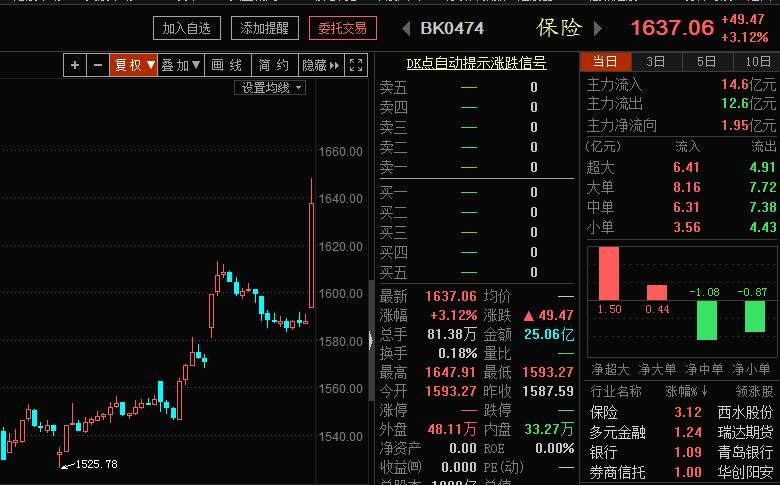 加入自选 添加提醒 委托交易 BK0474 保险 1637.06 +49.47 +3.12%
+ − 复权▼ 叠加▼ 画线 简约 隐藏
设置均线
DK点自动提示涨跌信号
当日 3日 5日 10日
1660.00
1640.00
1620.00
1600.00
1580.00
1560.00
1540.00
1525.78
卖五 — 0
卖四 — 0
卖三 — 0
卖二 — 0
卖一 — 0
买一 — 0
买二 — 0
买三 — 0
买四 — 0
买五 — 0
最新 1637.06 均价 —
涨幅 +3.12% 涨跌 ▲49.47
总手 81.38万 金额 25.06亿
换手 0.18% 量比 —
最高 1647.91 最低 1593.27
今开 1593.27 昨收 1587.59
涨停 — 跌停 —
外盘 48.11万 内盘 33.27万
净资产 0.00 ROE 0.00%
收益㈣ 0.000 PE(动) —
主力流入 14.6亿元
主力流出 12.6亿元
主力净流向 1.95亿元
(亿元) 流入 流出
超大 6.41 4.91
大单 8.16 7.72
中单 6.31 7.38
小单 3.56 4.43
1.50 0.44 -1.08 -0.87
净超大 净大单 净中单 净小单
行业名称 涨幅%↓ 领涨股
保险 3.12 西水股份
多元金融 1.24 瑞达期货
银行 1.09 青岛银行
券商信托 1.00 华创阳安